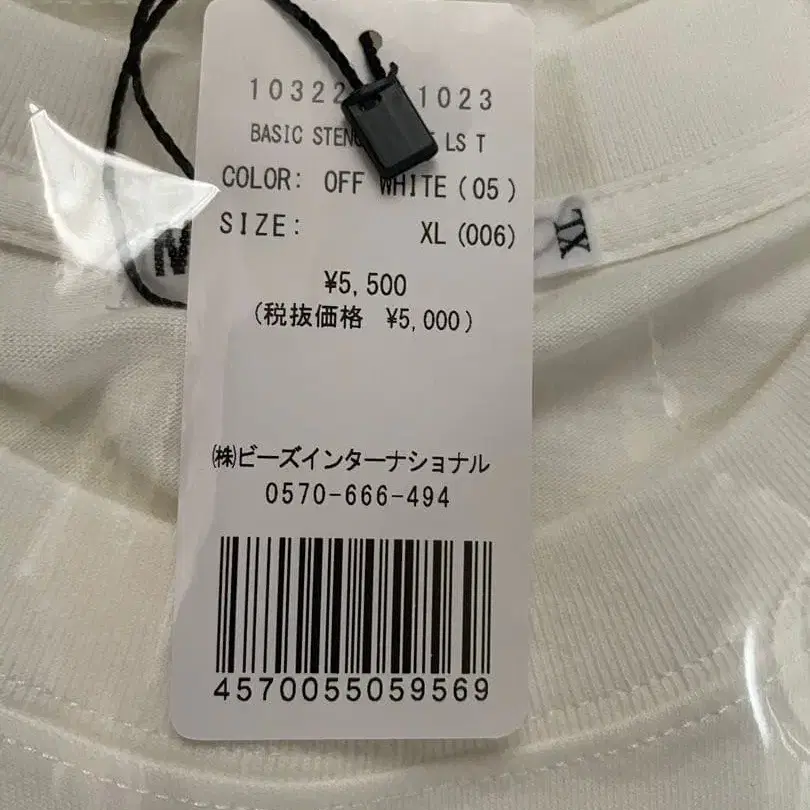 10322 1023
BASIC STEN LS T
COLOR: OFF WHITE (05)
SIZE: XL (006)
XL
¥5,500
(税抜価格 ¥5,000)
㈱ビーズインターナショナル
0570-666-494
4570055059569